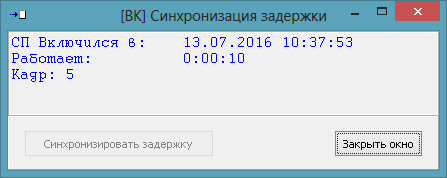 [ВК] Синхронизация задержки
СП Включился в: 13.07.2016 10:37:53
Работает: 0:00:10
Кадр: 5
Синхронизировать задержку
Закрыть окно